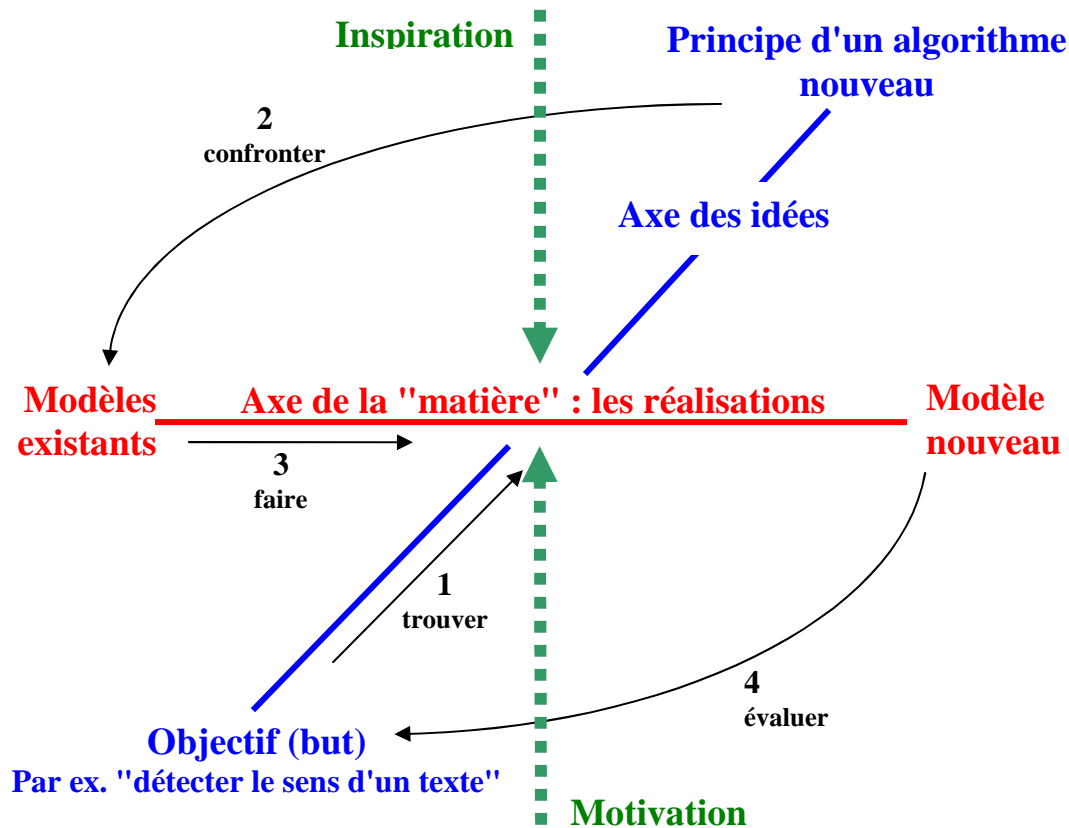 Inspiration
Principe d'un algorithme
nouveau
2
confronter
Axe des idées
Modèles
existants
Axe de la "matière" : les réalisations
Modèle
nouveau
3
faire
1
trouver
4
évaluer
Objectif (but)
Par ex. "détecter le sens d'un texte"
Motivation